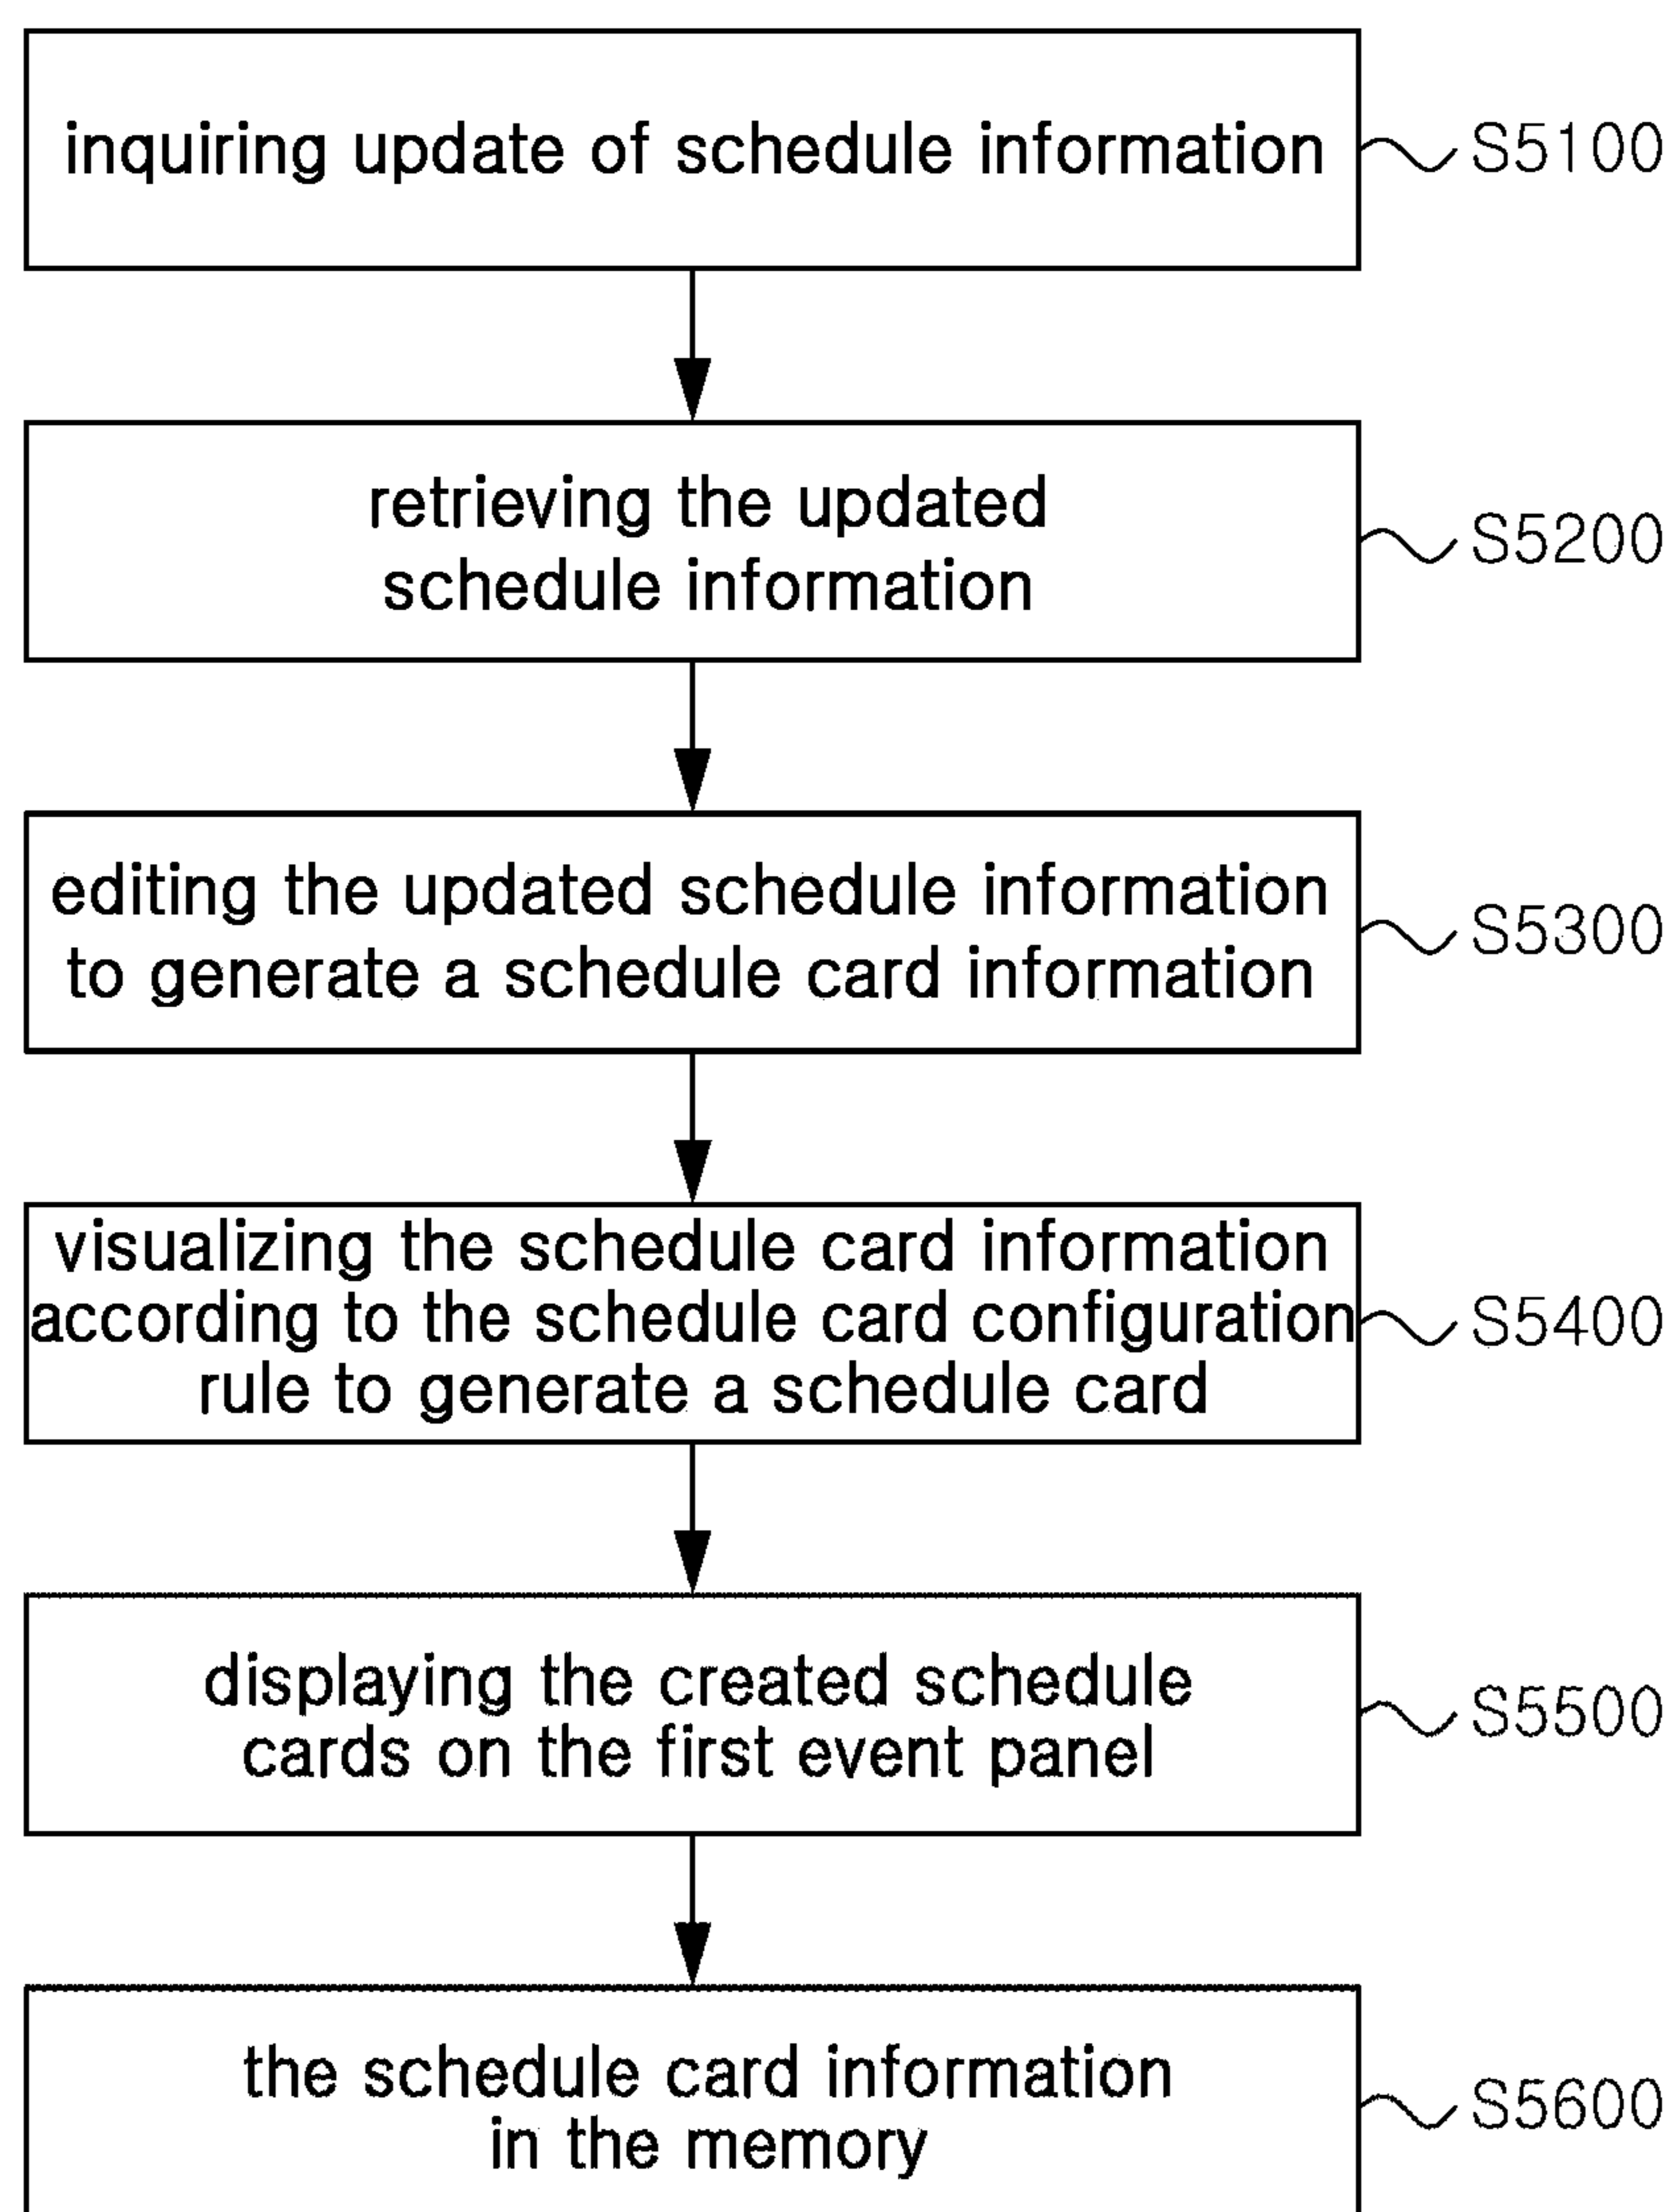 inquiring update of schedule information
S5100
retrieving the updated
schedule information
S5200
editing the updated schedule information
to generate a schedule card information
S5300
visualizing the schedule card information
according to the schedule card configuration
rule to generate a schedule card
S5400
displaying the created schedule
cards on the first event panel
S5500
the schedule card information
in the memory
S5600